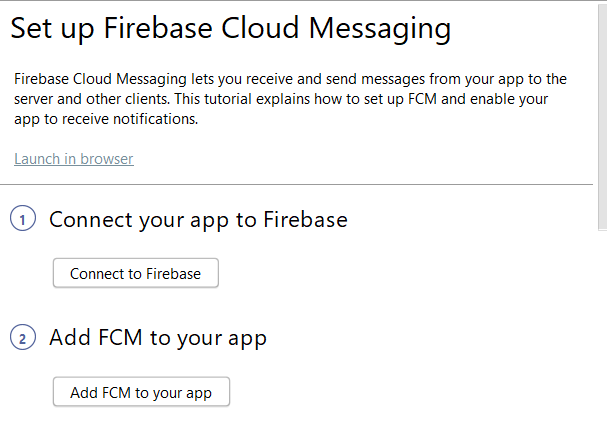 Set up Firebase Cloud Messaging
Firebase Cloud Messaging lets you receive and send messages from your app to the
server and other clients. This tutorial explains how to set up FCM and enable your
app to receive notifications.
Launch in browser
1 Connect your app to Firebase
Connect to Firebase
2 Add FCM to your app
Add FCM to your app